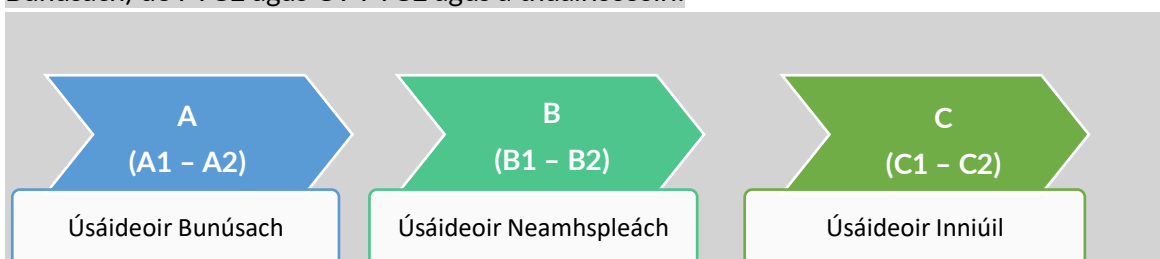 A
(A1 – A2)
B
(B1 – B2)
C
(C1 – C2)
Úsáideoir Bunúsach
Úsáideoir Neamhspleách
Úsáideoir Inniúil